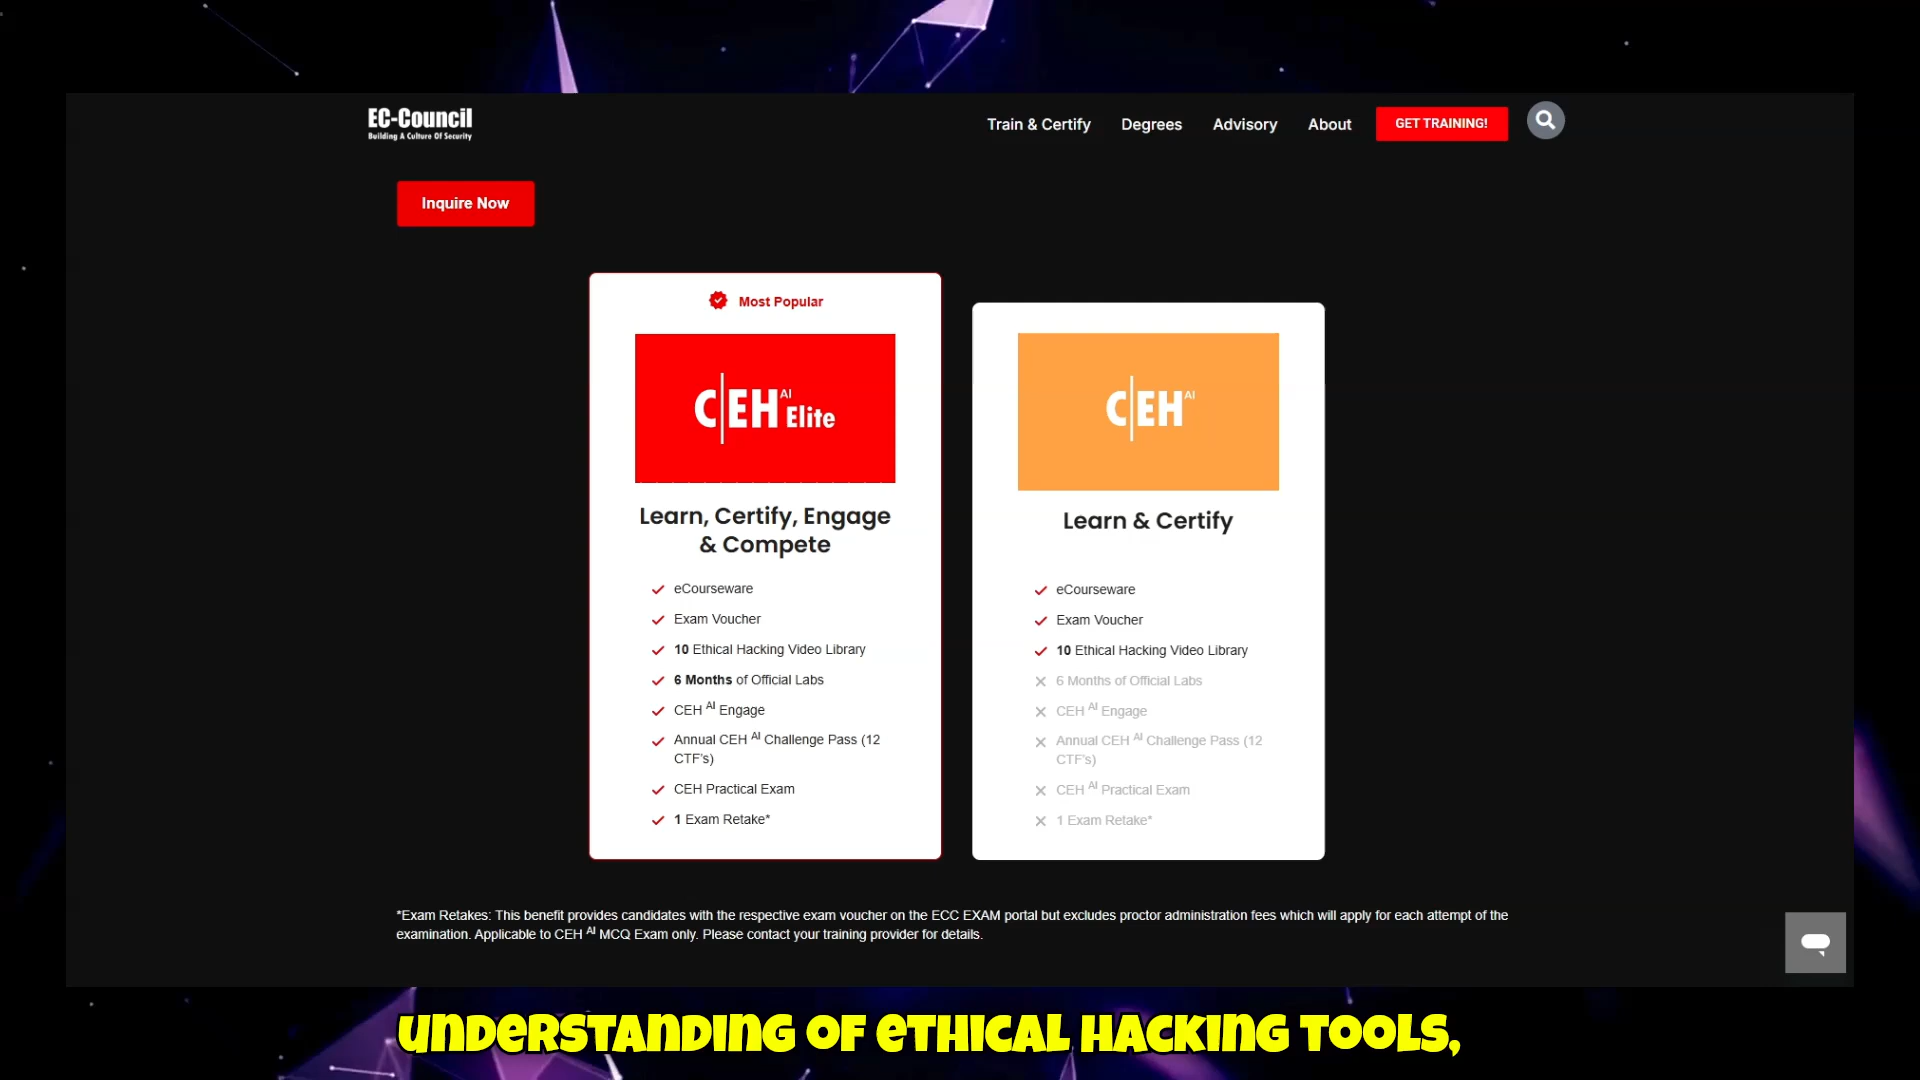 EC-Council
Building A Culture Of Security
Train & Certify
Degrees
Advisory
About
GET TRAINING!
Inquire Now
Most Popular
C|EH AI Elite
Learn, Certify, Engage
& Compete
eCourseware
Exam Voucher
10 Ethical Hacking Video Library
6 Months of Official Labs
CEH AI Engage
Annual CEH AI Challenge Pass (12
CTF's)
CEH Practical Exam
1 Exam Retake*
C|EH AI
Learn & Certify
eCourseware
Exam Voucher
10 Ethical Hacking Video Library
6 Months of Official Labs
CEH AI Engage
Annual CEH AI Challenge Pass (12
CTF's)
CEH AI Practical Exam
1 Exam Retake*
*Exam Retakes: This benefit provides candidates with the respective exam voucher on the ECC EXAM portal but excludes proctor administration fees which will apply for each attempt of the
examination. Applicable to CEH AI MCQ Exam only. Please contact your training provider for details.
understanding of ethical hacking tools,